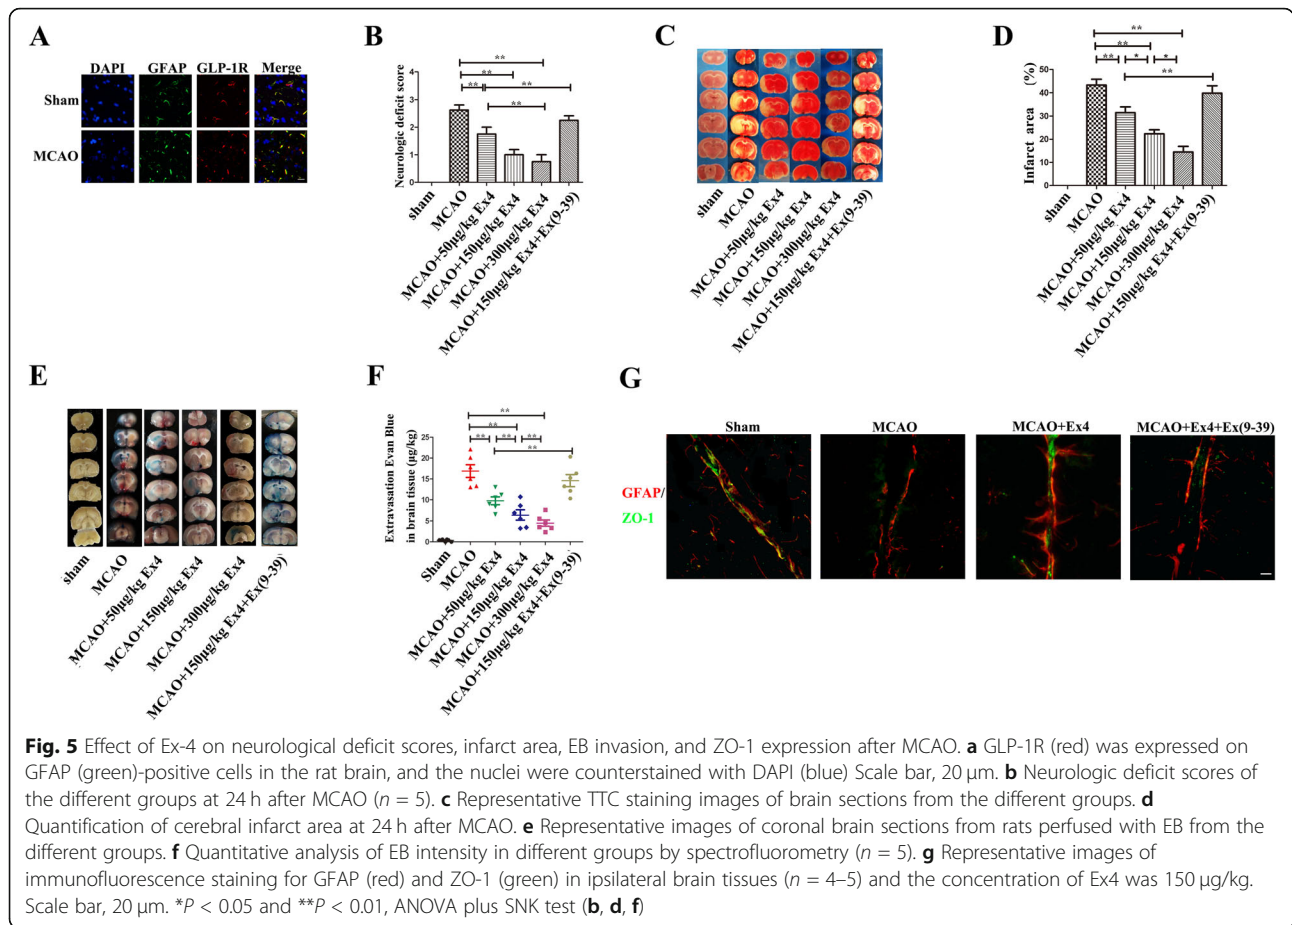 A
DAPI GFAP GLP-1R Merge
Sham
MCAO
B
Neurologic deficit score
4
3
2
1
0
**
**
**
**
**
**
sham
MCAO
MCAO+50μg/kg Ex4
MCAO+150μg/kg Ex4
MCAO+300μg/kg Ex4
MCAO+150μg/kg Ex4+Ex(9-39)
C
sham
MCAO
MCAO+50μg/kg Ex4
MCAO+150μg/kg Ex4
MCAO+300μg/kg Ex4
MCAO+150μg/kg Ex4+Ex(9-39)
D
Infarct area (%)
50
40
30
20
10
0
**
**
** * *
**
sham
MCAO
MCAO+50μg/kg Ex4
MCAO+150μg/kg Ex4
MCAO+300μg/kg Ex4
MCAO+150μg/kg Ex4+Ex(9-39)
E
sham
MCAO
MCAO+50μg/kg Ex4
MCAO+150μg/kg Ex4
MCAO+300μg/kg Ex4
MCAO+150μg/kg Ex4+Ex(9-39)
F
Extravasation Evan Blue
in brain tissue (μg/kg)
25
20
15
10
5
0
**
**
** ** **
**
Sham
MCAO
MCAO+50μg/kg Ex4
MCAO+150μg/kg Ex4
MCAO+300μg/kg Ex4
MCAO+150μg/kg Ex4+Ex(9-39)
G
Sham MCAO MCAO+Ex4 MCAO+Ex4+Ex(9-39)
GFAP/
ZO-1
Fig. 5 Effect of Ex-4 on neurological deficit scores, infarct area, EB invasion, and ZO-1 expression after MCAO. a GLP-1R (red) was expressed on
GFAP (green)-positive cells in the rat brain, and the nuclei were counterstained with DAPI (blue) Scale bar, 20 μm. b Neurologic deficit scores of
the different groups at 24 h after MCAO (n = 5). c Representative TTC staining images of brain sections from the different groups. d
Quantification of cerebral infarct area at 24 h after MCAO. e Representative images of coronal brain sections from rats perfused with EB from the
different groups. f Quantitative analysis of EB intensity in different groups by spectrofluorometry (n = 5). g Representative images of
immunofluorescence staining for GFAP (red) and ZO-1 (green) in ipsilateral brain tissues (n = 4–5) and the concentration of Ex4 was 150 μg/kg.
Scale bar, 20 μm. *P < 0.05 and **P < 0.01, ANOVA plus SNK test (b, d, f)